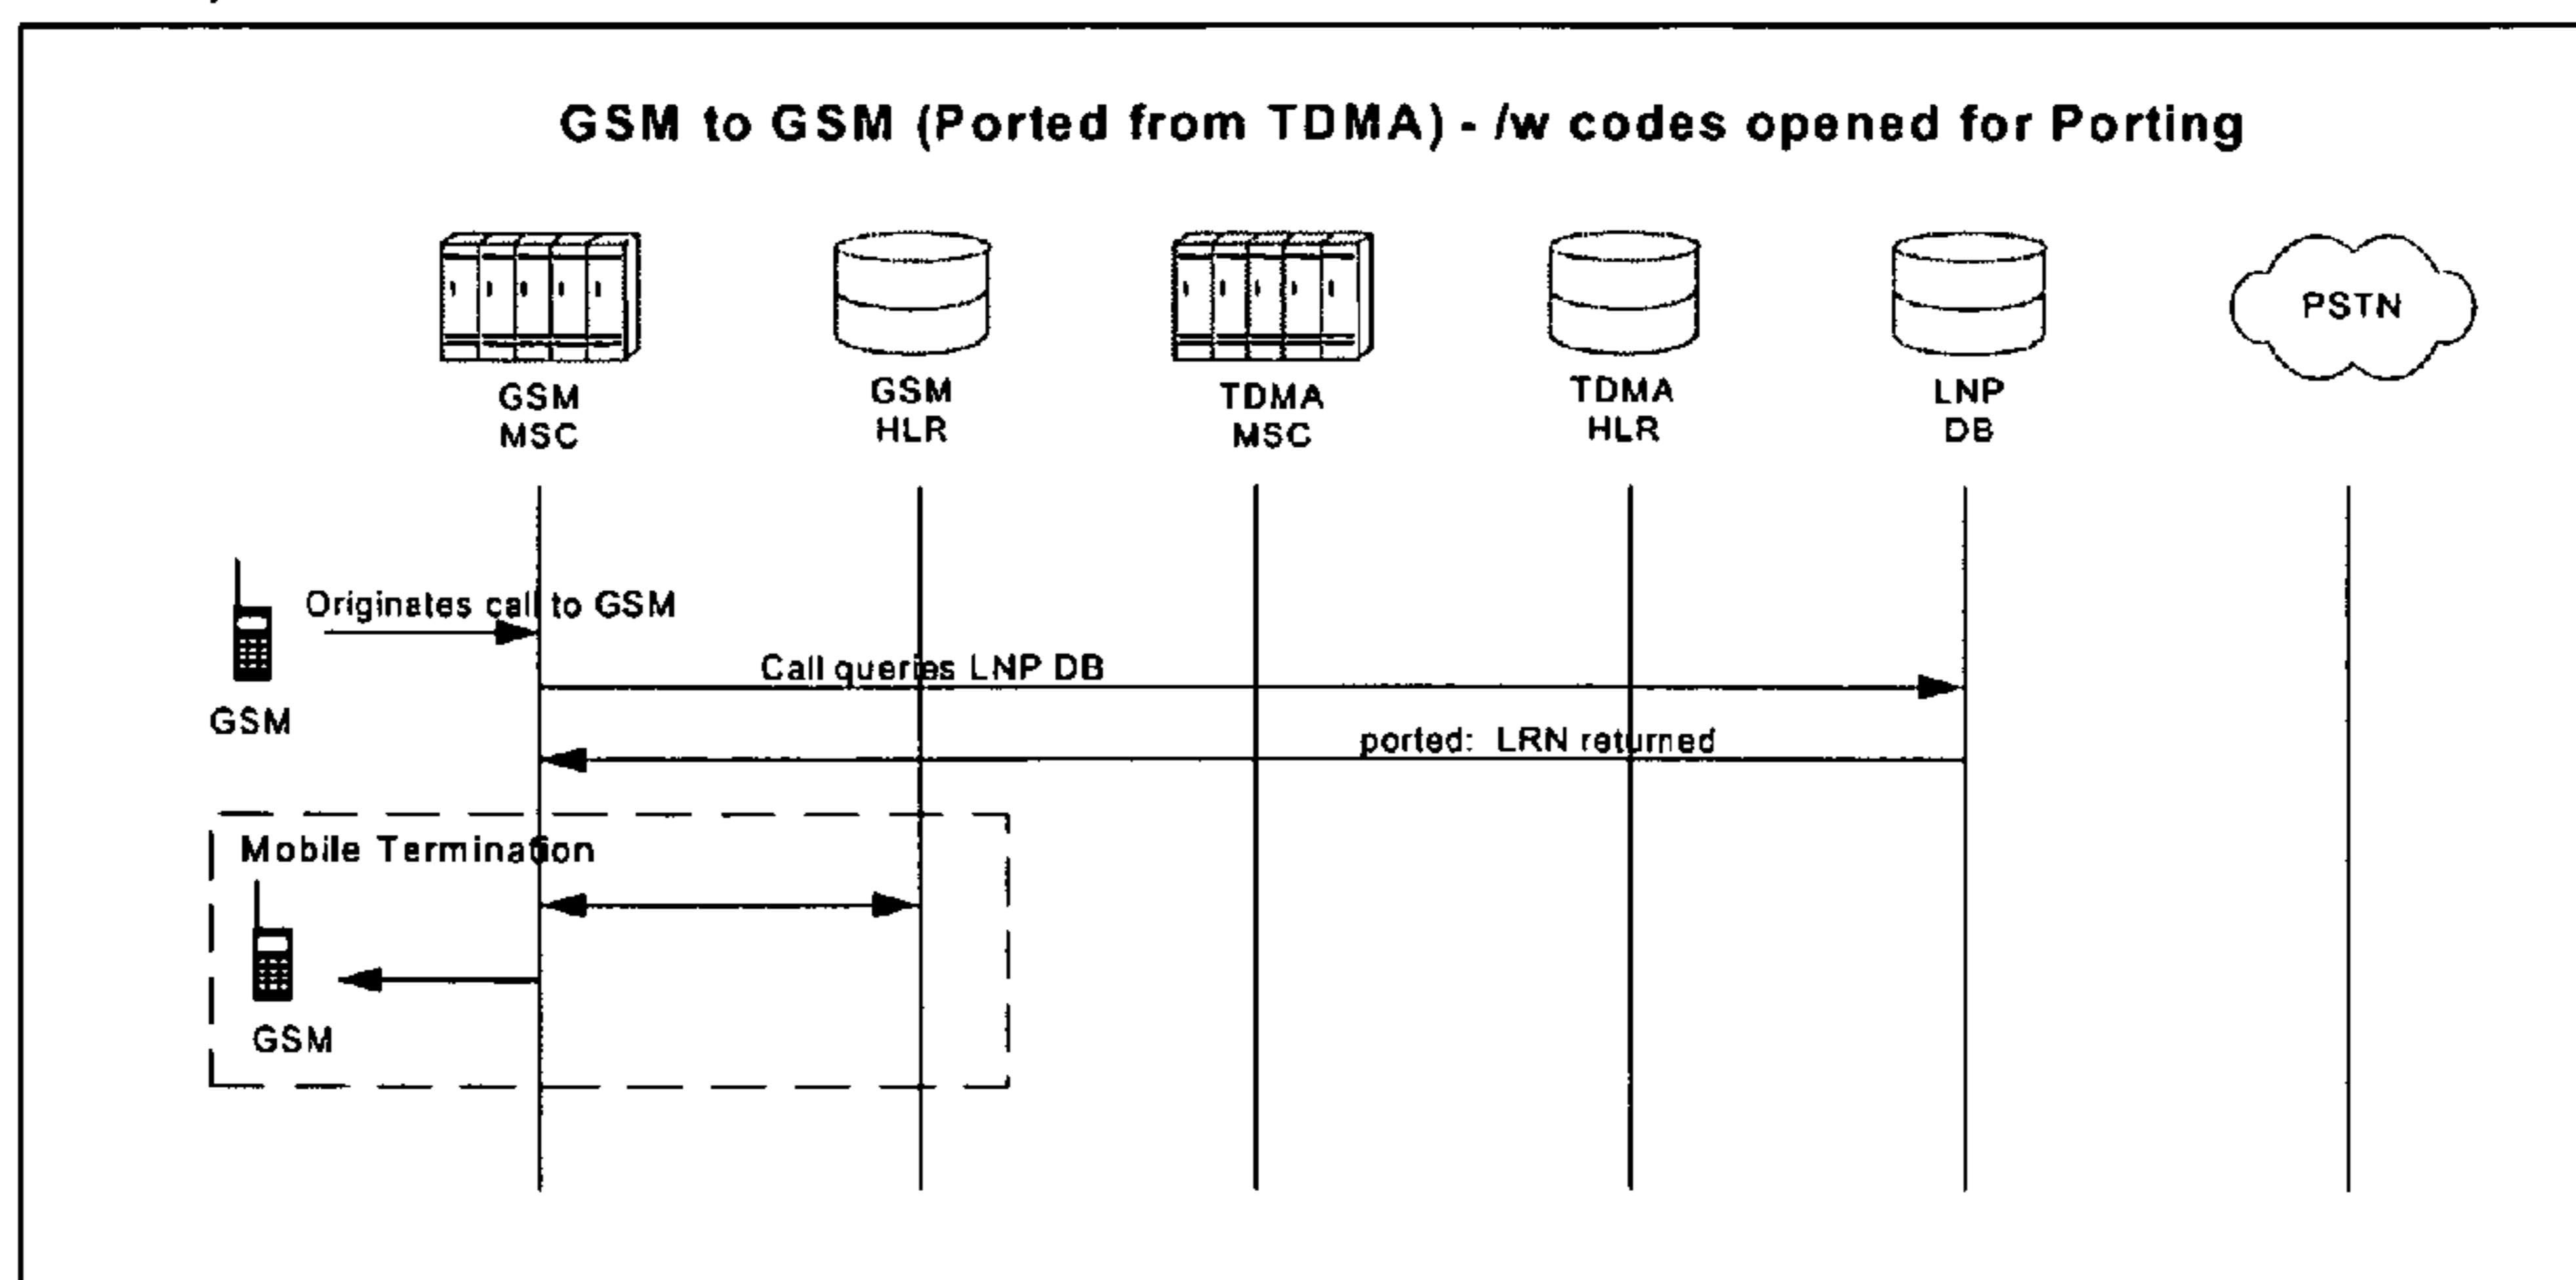 GSM to GSM (Ported from TDMA) - /w codes opened for Porting
GSM
MSC
GSM
HLR
TDMA
MSC
TDMA
HLR
LNP
DB
PSTN
Originates call to GSM
GSM
Call queries LNP DB
ported: LRN returned
Mobile Termination
GSM